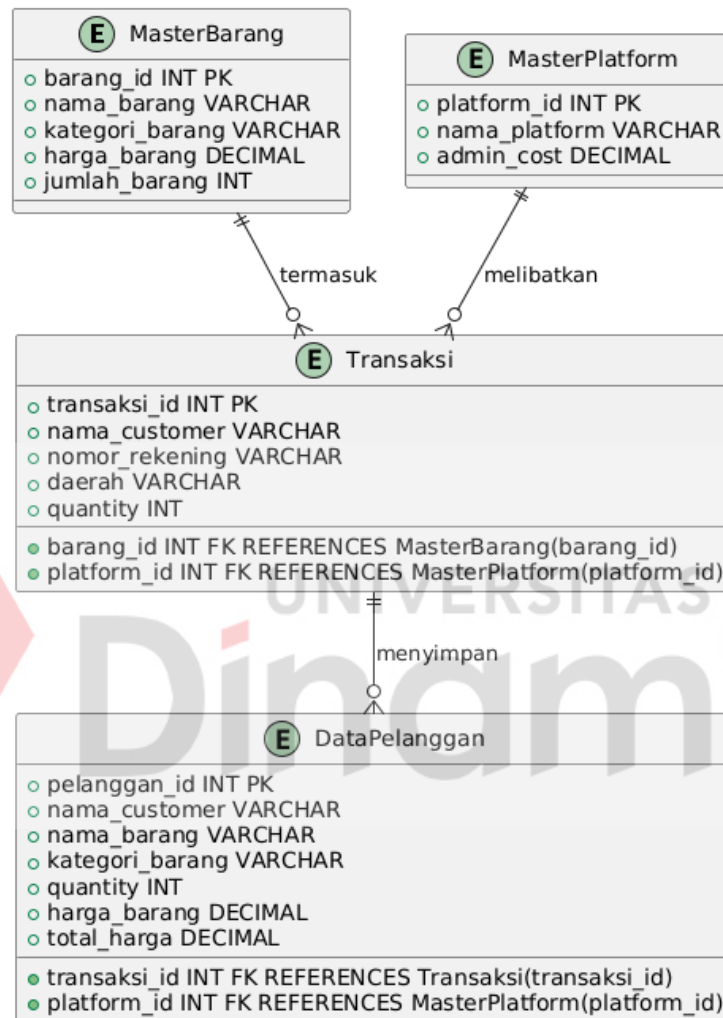 E MasterBarang
barang_id INT PK
nama_barang VARCHAR
kategori_barang VARCHAR
harga_barang DECIMAL
jumlah_barang INT
E MasterPlatform
platform_id INT PK
nama_platform VARCHAR
admin_cost DECIMAL
termasuk
melibatkan
E Transaksi
transaksi_id INT PK
nama_customer VARCHAR
nomor_rekening VARCHAR
daerah VARCHAR
quantity INT
barang_id INT FK REFERENCES MasterBarang(barang_id)
platform_id INT FK REFERENCES MasterPlatform(platform_id)
UNIVERSITAS
Dinam
menyimpan
E DataPelanggan
pelanggan_id INT PK
nama_customer VARCHAR
nama_barang VARCHAR
kategori_barang VARCHAR
quantity INT
harga_barang DECIMAL
total_harga DECIMAL
transaksi_id INT FK REFERENCES Transaksi(transaksi_id)
platform_id INT FK REFERENCES MasterPlatform(platform_id)